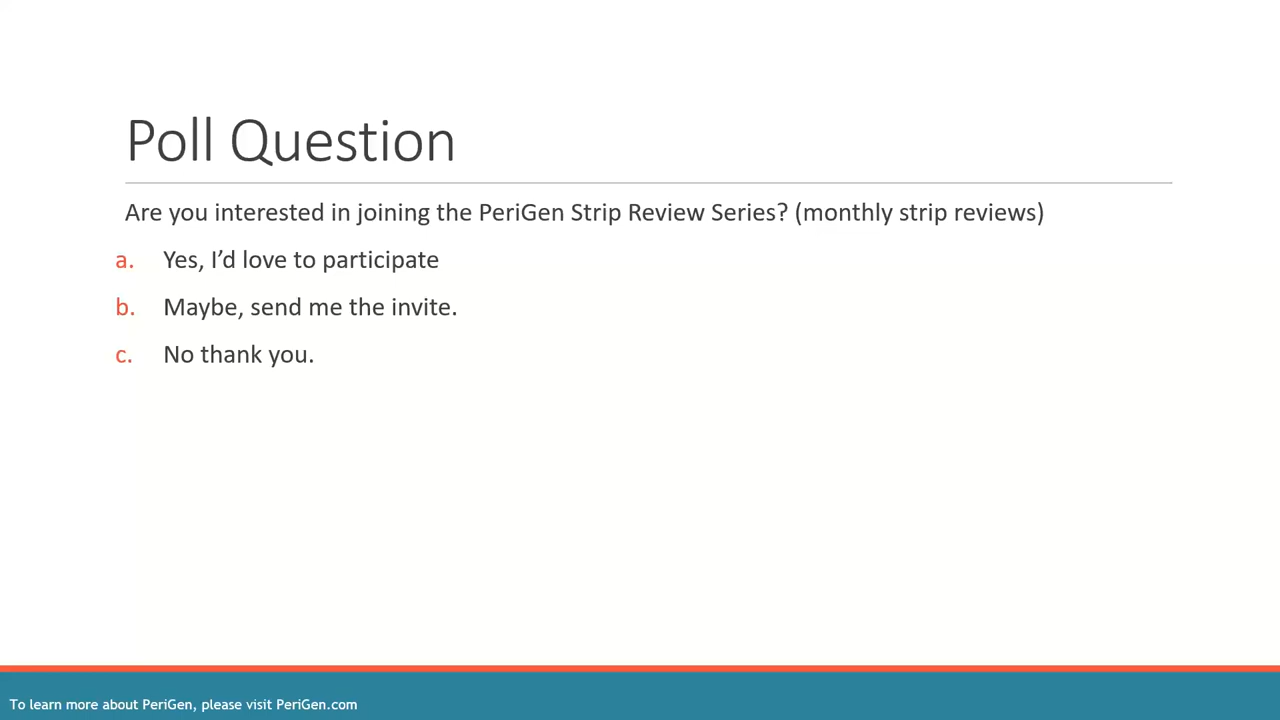 Poll Question
Are you interested in joining the PeriGen Strip Review Series? (monthly strip reviews)
a. Yes, I’d love to participate
b. Maybe, send me the invite.
c. No thank you.
To learn more about PeriGen, please visit PeriGen.com